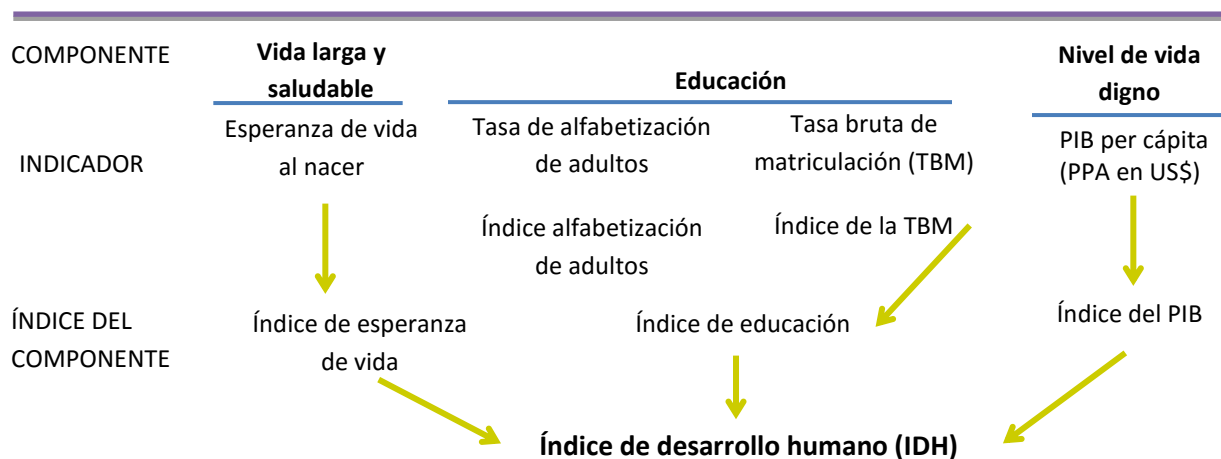 COMPONENTE
Vida larga y
saludable
Educación
Nivel de vida
digno
INDICADOR
Esperanza de vida
al nacer
Tasa de alfabetización
de adultos
Tasa bruta de
matriculación (TBM)
PIB per cápita
(PPA en US$)
Índice alfabetización
de adultos
Índice de la TBM
ÍNDICE DEL
COMPONENTE
Índice de esperanza
de vida
Índice de educación
Índice del PIB
Índice de desarrollo humano (IDH)